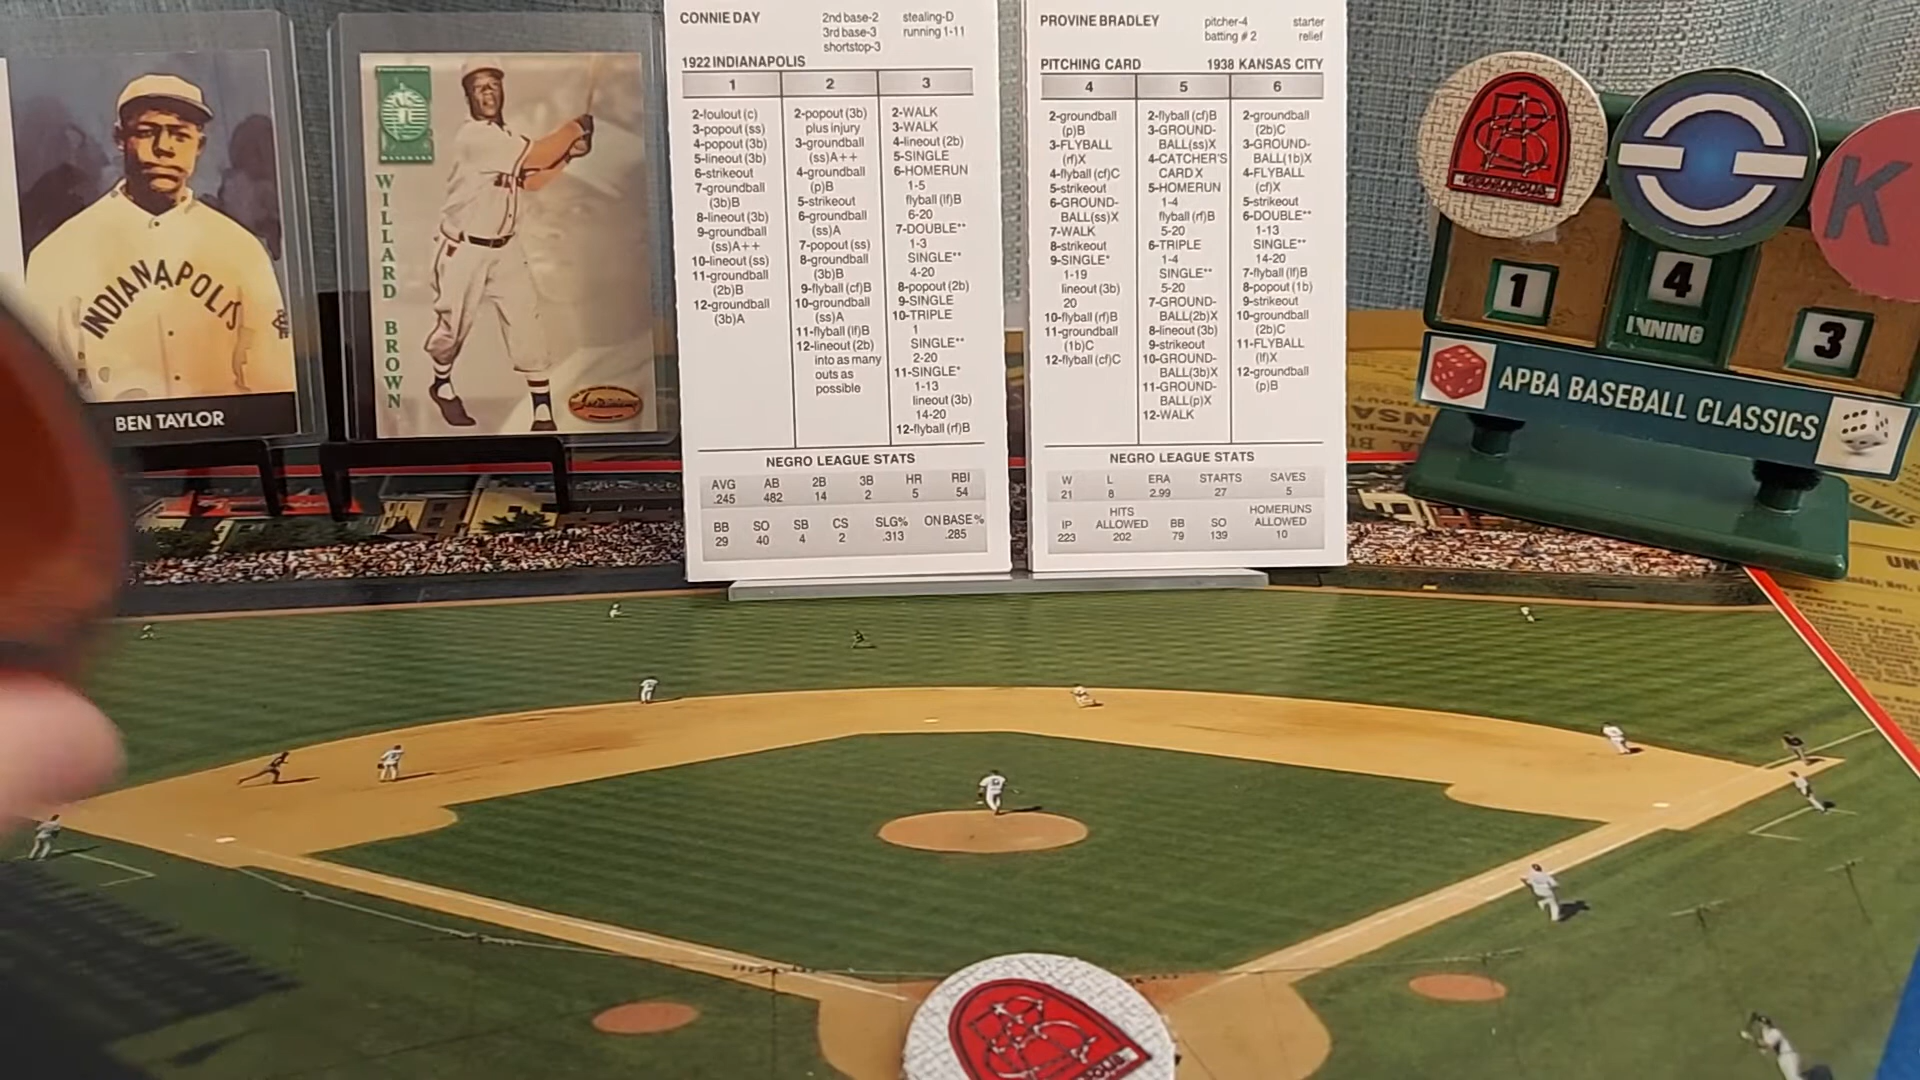 INDIANAPOLIS
BEN TAYLOR
WILLARD BROWN
CONNIE DAY
2nd base-2
3rd base-3
shortstop-3
stealing-D
running 1-11
1922 INDIANAPOLIS
1
2
3
2-foulout (c)
3-popout (ss)
4-popout (3b)
5-lineout (3b)
6-strikeout
7-groundball
(3b)B
8-lineout (3b)
9-groundball
(ss)A++
10-lineout (ss)
11-groundball
(2b)B
12-groundball
(3b)A
2-popout (3b)
plus injury
3-groundball
(ss)A++
4-groundball
(p)B
5-strikeout
6-groundball
(ss)A
7-popout (ss)
8-groundball
(3b)B
9-flyball (cf)B
10-groundball
(ss)A
11-flyball (lf)B
12-lineout (2b)
into as many
outs as
possible
2-WALK
3-WALK
4-lineout (2b)
5-SINGLE
6-HOMERUN
1-5
flyball (lf)B
6-20
7-DOUBLE**
1-3
SINGLE**
4-20
8-popout (2b)
9-SINGLE
10-TRIPLE
1
SINGLE**
2-20
11-SINGLE*
1-13
lineout (3b)
14-20
12-flyball (rf)B
NEGRO LEAGUE STATS
AVG AB 2B 3B HR RBI
.245 482 14 2 5 54
BB SO SB CS SLG% ON BASE%
29 40 4 2 .313 .285
PROVINE BRADLEY
pitcher-4
batting # 2
starter
relief
PITCHING CARD 1938 KANSAS CITY
4
5
6
2-groundball
(p)B
3-FLYBALL
(rf)X
4-flyball (cf)C
5-strikeout
6-GROUND-
BALL(ss)X
7-WALK
8-strikeout
9-SINGLE*
1-19
lineout (3b)
20
10-flyball (rf)B
11-groundball
(1b)C
12-flyball (cf)C
2-flyball (cf)B
3-GROUND-
BALL(ss)X
4-CATCHER'S
CARD X
5-HOMERUN
1-4
flyball (rf)B
5-20
6-TRIPLE
1-4
SINGLE**
5-20
7-GROUND-
BALL(2b)X
8-lineout (3b)
9-strikeout
10-GROUND-
BALL(3b)X
11-GROUND-
BALL(p)X
12-WALK
2-groundball
(2b)C
3-GROUND-
BALL(1b)X
4-FLYBALL
(cf)X
5-strikeout
6-DOUBLE**
1-13
SINGLE**
14-20
7-flyball (lf)B
8-popout (1b)
9-strikeout
10-groundball
(2b)C
11-FLYBALL
(lf)X
12-groundball
(p)B
NEGRO LEAGUE STATS
W L ERA STARTS SAVES
21 8 2.99 27 5
IP HITS ALLOWED BB SO HOMERUNS ALLOWED
223 202 79 139 10
K
1
4
INNING
3
APBA BASEBALL CLASSICS